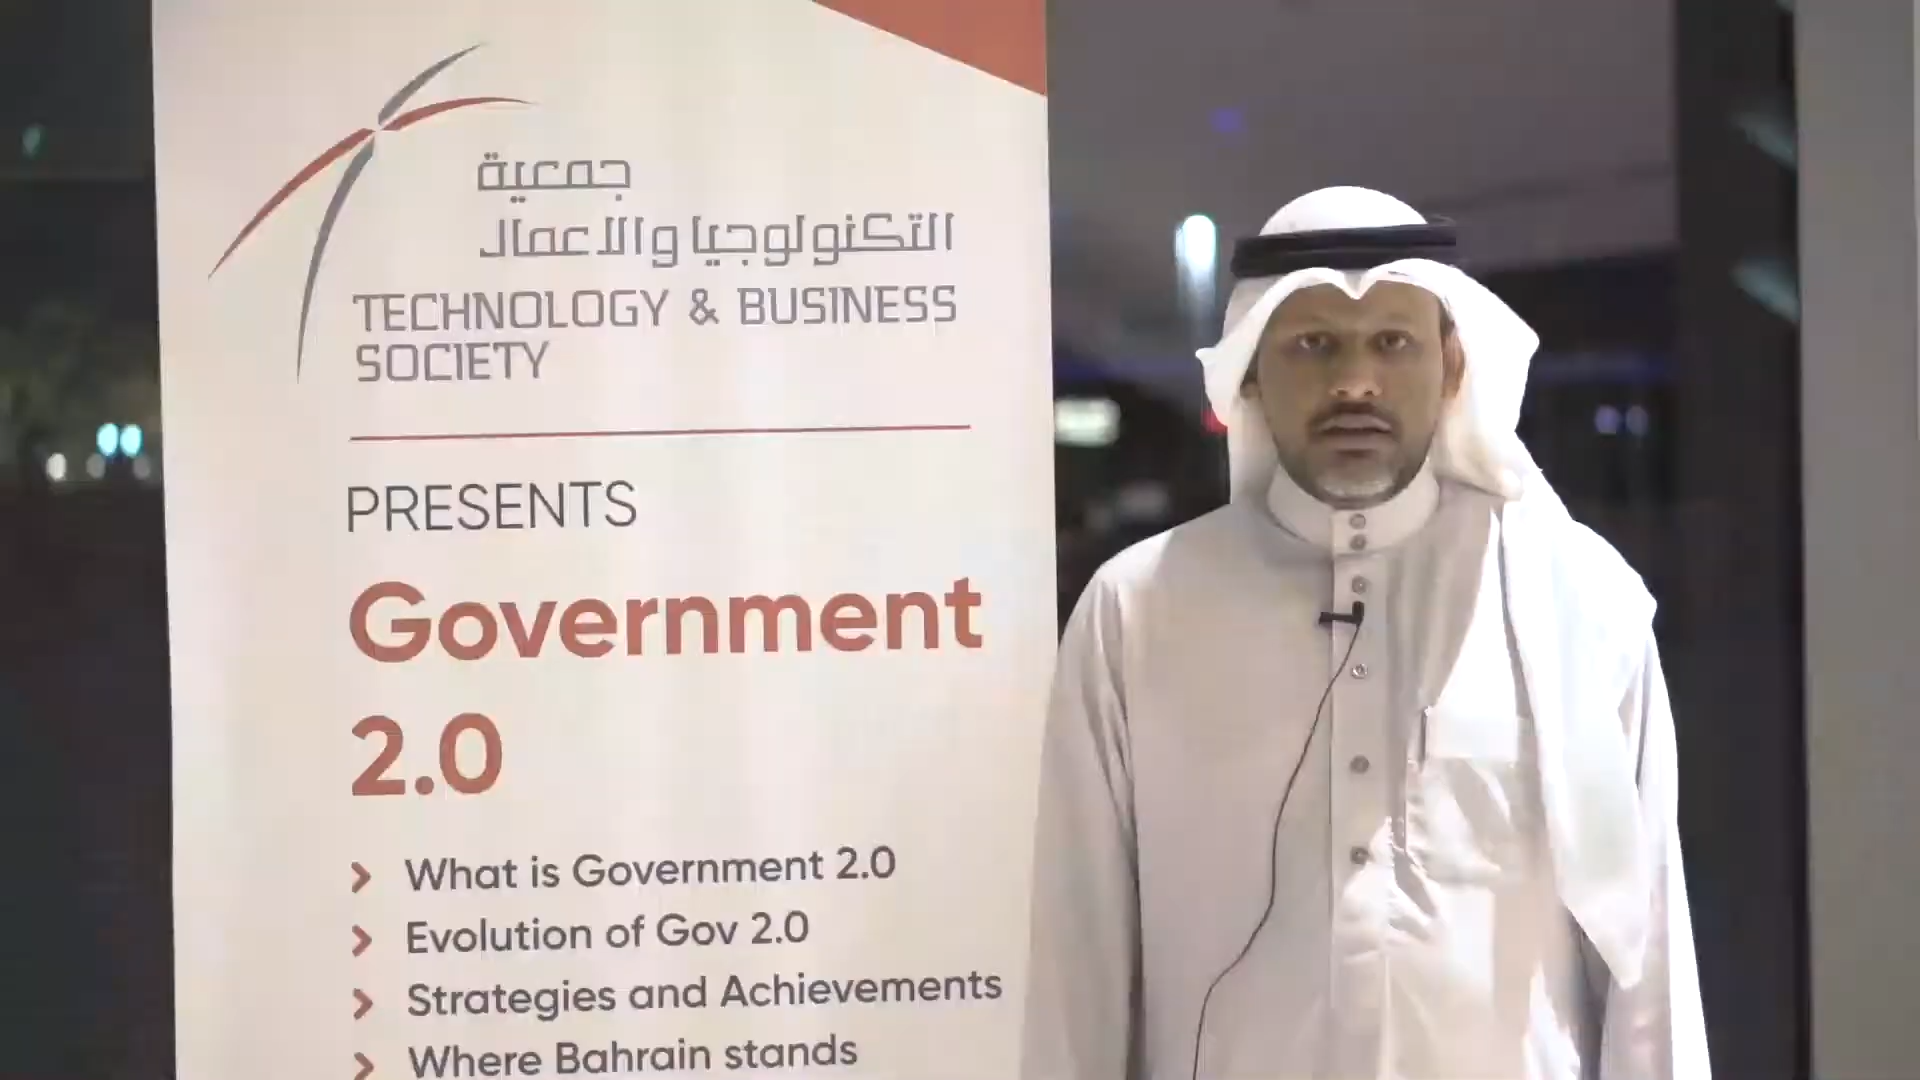 جمعية
التكنولوجيا والاعمال
TECHNOLOGY & BUSINESS
SOCIETY
PRESENTS
Government
2.0
What is Government 2.0
Evolution of Gov 2.0
Strategies and Achievements
Where Bahrain stands